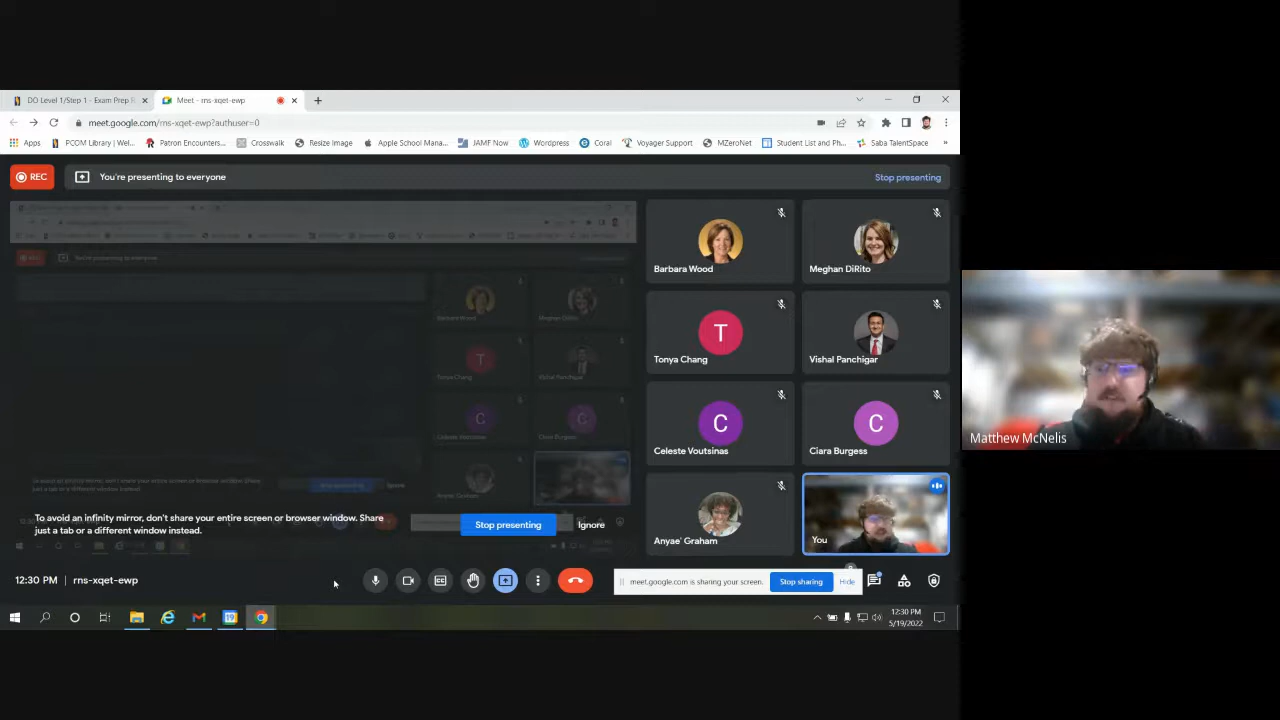 DO Level 1/Step 1 - Exam Prep R
Meet - rns-xqet-ewp
meet.google.com/rns-xqet-ewp?authuser=0
Apps
PCOM Library | Wel...
Patron Encounters...
Crosswalk
Resize Image
Apple School Mana...
JAMF Now
Wordpress
Coral
Voyager Support
MZeroNet
Student List and Ph...
Saba TalentSpace
»
REC
You're presenting to everyone
Stop presenting
Barbara Wood
Meghan DiRito
T
Tonya Chang
Vishal Panchigar
C
Celeste Voutsinas
C
Ciara Burgess
Anyae' Graham
You
Matthew McNelis
To avoid an infinity mirror, don't share your entire screen or browser window. Share
just a tab or a different window instead.
Stop presenting
Ignore
12:30 PM | rns-xqet-ewp
meet.google.com is sharing your screen.
Stop sharing
Hide
19
12:30 PM
5/19/2022